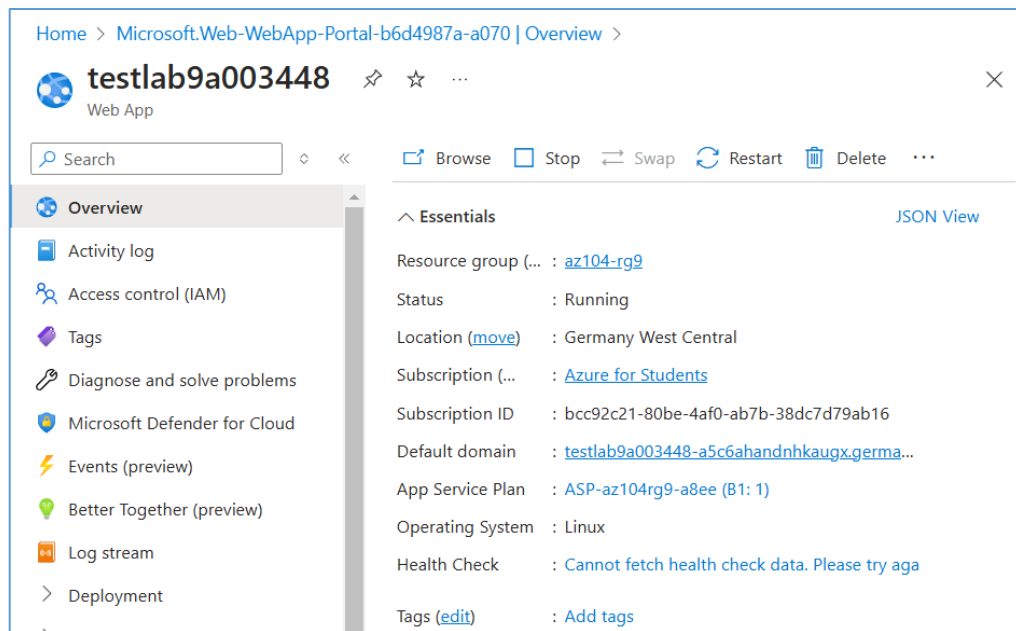 Home > Microsoft.Web-WebApp-Portal-b6d4987a-a070 | Overview >
testlab9a003448
Web App
Search
Browse Stop Swap Restart Delete ...
Overview
Activity log
Access control (IAM)
Tags
Diagnose and solve problems
Microsoft Defender for Cloud
Events (preview)
Better Together (preview)
Log stream
Deployment
Essentials JSON View
Resource group (... : az104-rg9
Status : Running
Location (move) : Germany West Central
Subscription (... : Azure for Students
Subscription ID : bcc92c21-80be-4af0-ab7b-38dc7d79ab16
Default domain : testlab9a003448-a5c6ahandnhkaugx.germa...
App Service Plan : ASP-az104rg9-a8ee (B1: 1)
Operating System : Linux
Health Check : Cannot fetch health check data. Please try aga
Tags (edit) : Add tags